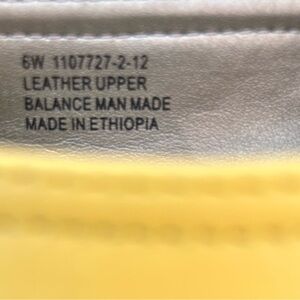 6W 1107727-2-12
LEATHER UPPER
BALANCE MAN MADE
MADE IN ETHIOPIA